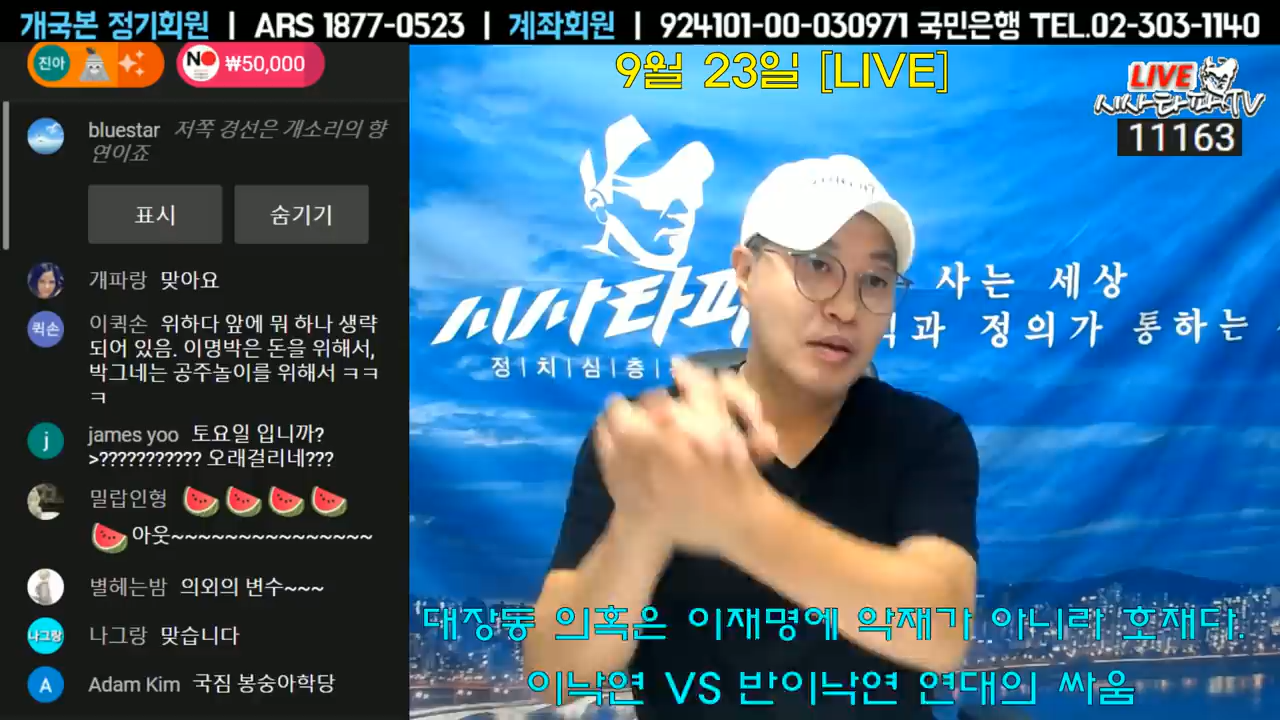 개국본 정기회원 | ARS 1877-0523 | 계좌회원 | 924101-00-030971 국민은행 TEL.02-303-1140
진아
NO ₩50,000
9월 23일 [LIVE]
LIVE
시사타파TV
11163
bluestar 저쪽 경선은 개소리의 향
연이죠
표시 숨기기
개파랑 맞아요
퀵손
이퀵손 위하다 앞에 뭐 하나 생략
되어 있음. 이명박은 돈을 위해서,
박그네는 공주놀이를 위해서 ㅋㅋ
ㅋ
j
james yoo 토요일 입니까?
>??????????? 오래걸리네???
밀랍인형
아웃~~~~~~~~~~~~~~~
별헤는밤 의외의 변수~~~
나그랑
나그랑 맞습니다
A
Adam Kim 국짐 봉숭아학당
시사타파
정|치|심|층
사는 세상
과 정의가 통하는
대장동 의혹은 이재명에 악재가 아니라 호재다.
이낙연 VS 반이낙연 연대의 싸움